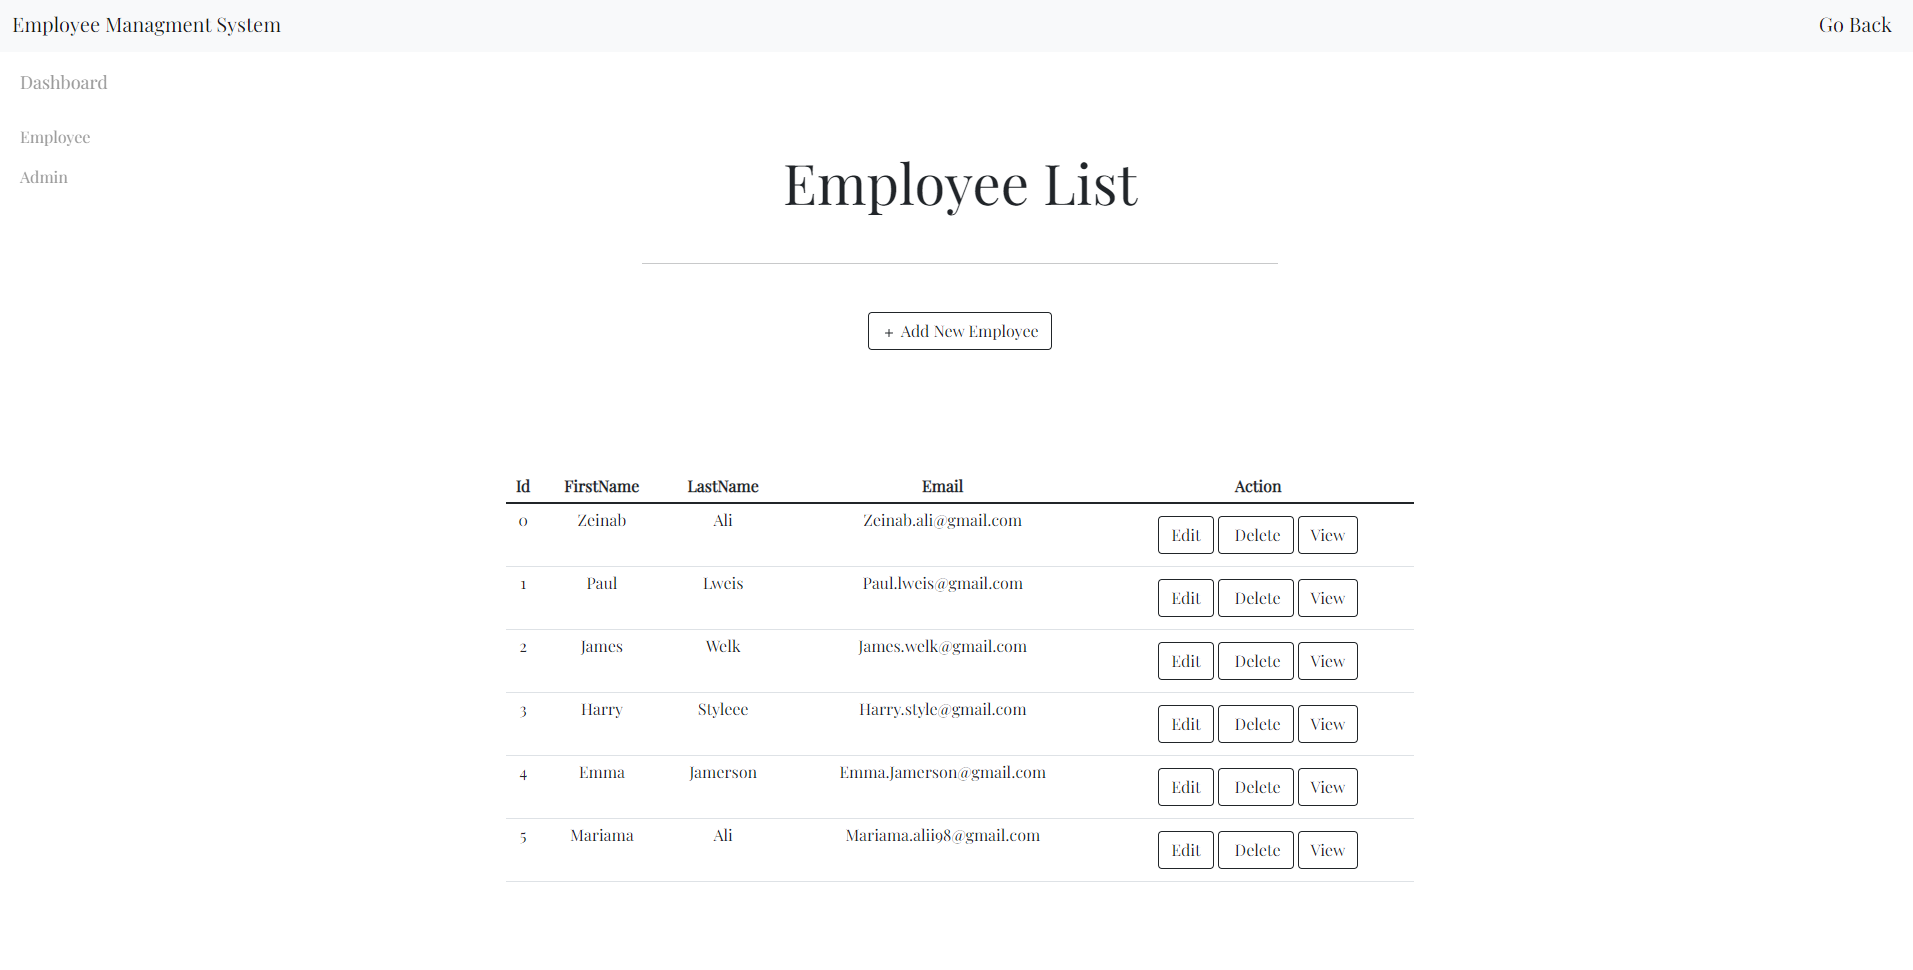 Employee Managment System Go Back
Dashboard
Employee
Admin
Employee List
+ Add New Employee
Id FirstName LastName Email Action
0 Zeinab Ali Zeinab.ali@gmail.com Edit Delete View
1 Paul Lweis Paul.lweis@gmail.com Edit Delete View
2 James Welk James.welk@gmail.com Edit Delete View
3 Harry Styleee Harry.style@gmail.com Edit Delete View
4 Emma Jamerson Emma.Jamerson@gmail.com Edit Delete View
5 Mariama Ali Mariama.alii98@gmail.com Edit Delete View